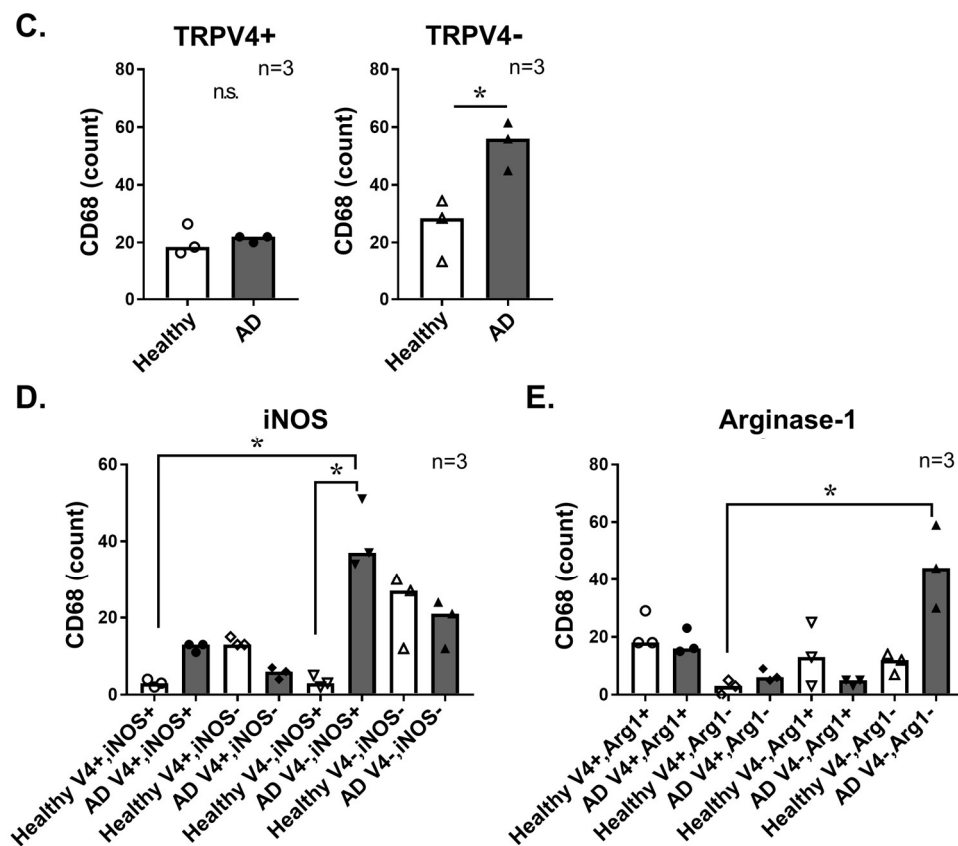 C.
TRPV4+
n=3
n.s.
80
60
40
20
0
CD68 (count)
Healthy
AD
TRPV4-
n=3
*
80
60
40
20
0
CD68 (count)
Healthy
AD
D.
iNOS
n=3
*
*
60
40
20
0
CD68 (count)
Healthy V4+,iNOS+
AD V4+,iNOS+
Healthy V4+,iNOS-
AD V4+,iNOS-
Healthy V4-,iNOS+
AD V4-,iNOS+
Healthy V4-,iNOS-
AD V4-,iNOS-
E.
Arginase-1
n=3
*
80
60
40
20
0
CD68 (count)
Healthy V4+,Arg1+
AD V4+,Arg1+
Healthy V4+,Arg1-
AD V4+,Arg1-
Healthy V4-,Arg1+
AD V4-,Arg1+
Healthy V4-,Arg1-
AD V4-,Arg1-